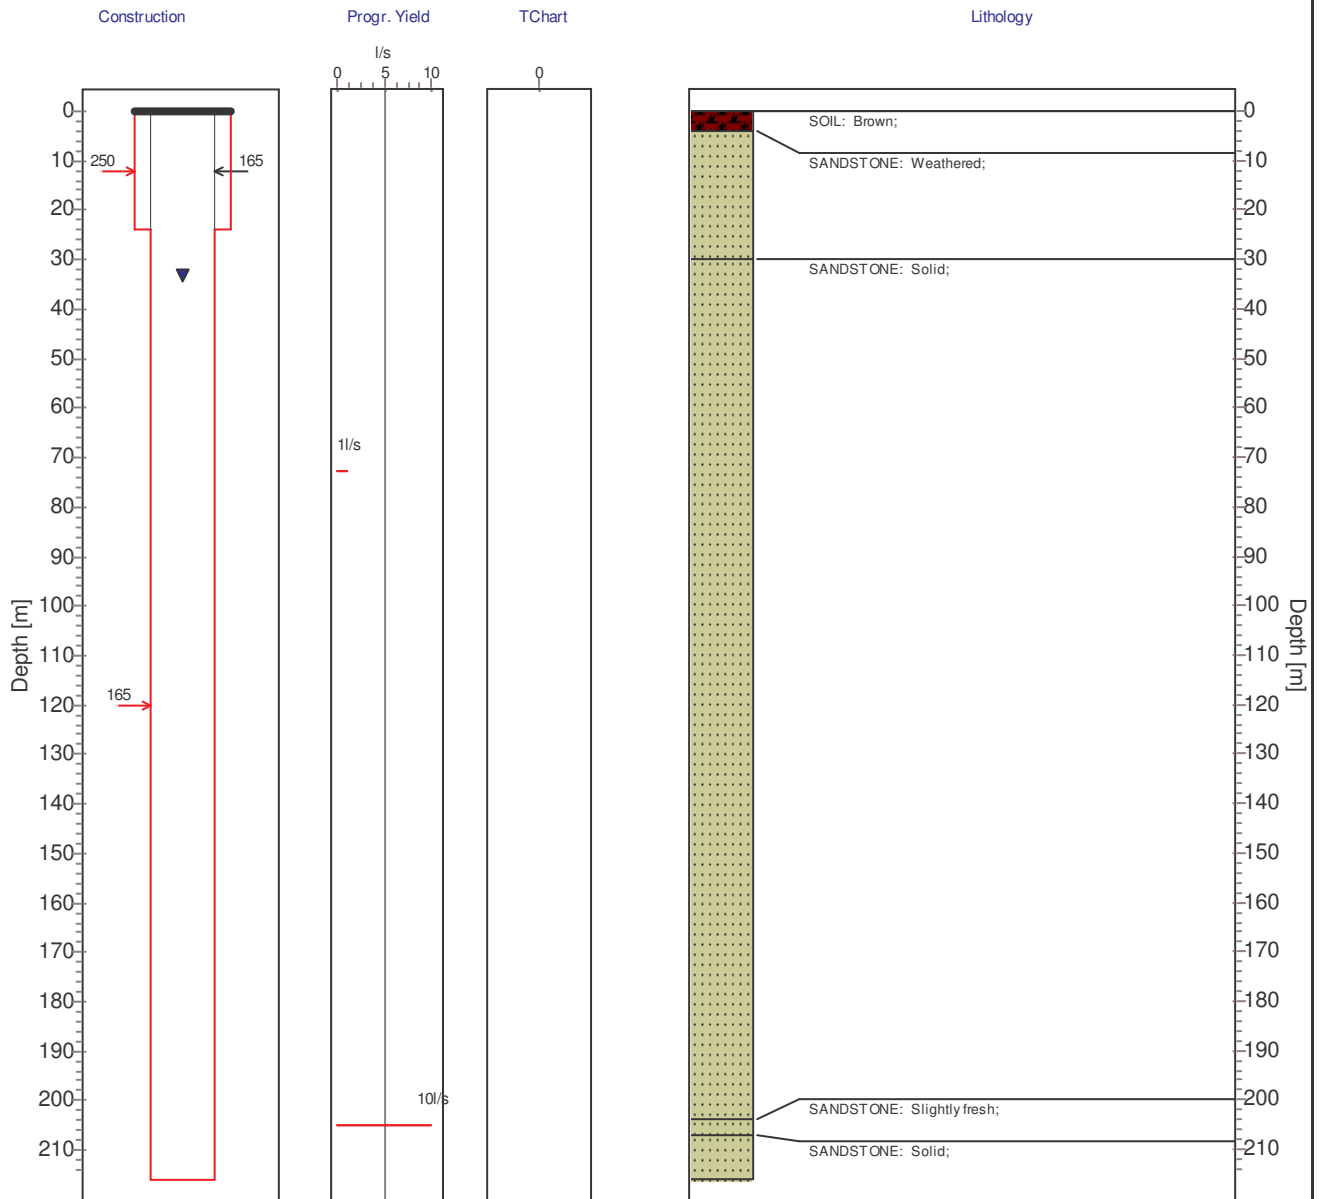 Construction Progr. Yield TChart Lithology
l/s
0 5 10 0
0 0
SOIL: Brown;
250 165
10 10
SANDSTONE: Weathered;
20 20
30 30
SANDSTONE: Solid;
40 40
50 50
60 60
1l/s
70 70
80 80
90 90
100 100
Depth [m] Depth [m]
110 110
165
120 120
130 130
140 140
150 150
160 160
170 170
180 180
190 190
200 10l/s 200
SANDSTONE: Slightly fresh;
210 210
SANDSTONE: Solid;